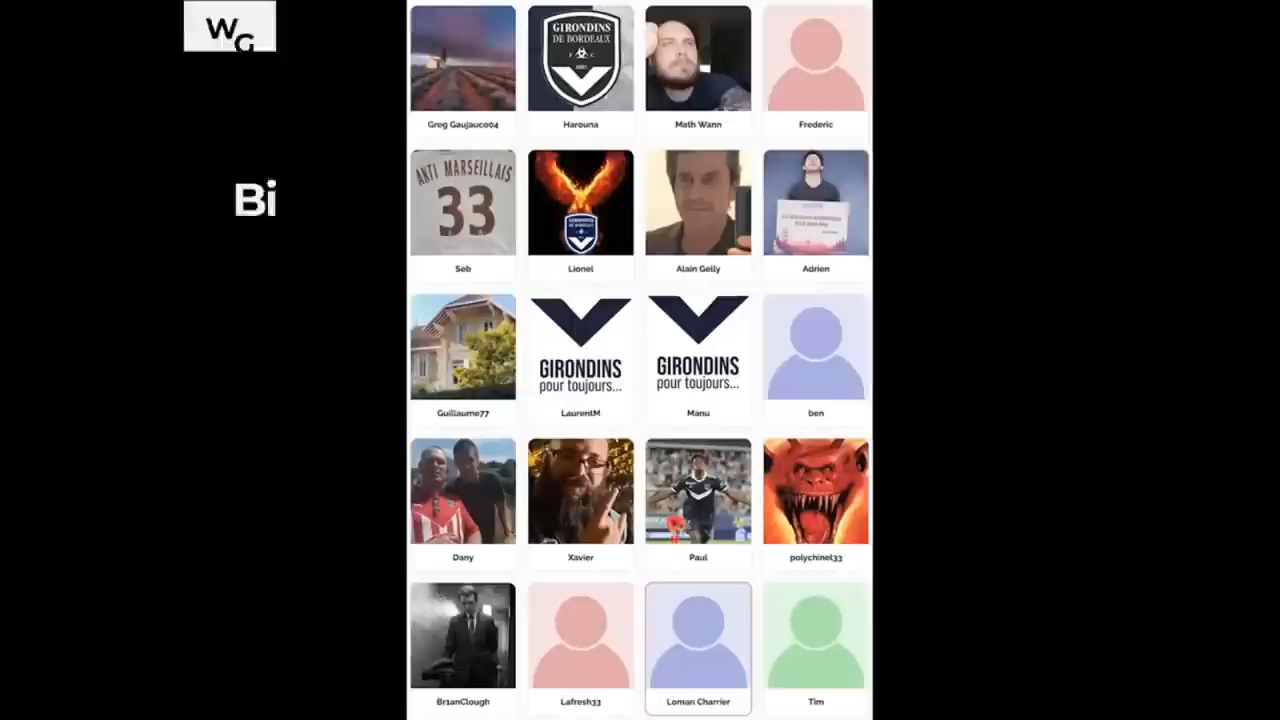 WG
Bi
GIRONDINS
DE BORDEAUX
F C
1881
Greg Gaujauco04
Harouna
Math Wann
Frederic
ANTI MARSEILLAIS
33
Seb
Lionel
Alain Gelly
Adrien
GIRONDINS
pour toujours...
GIRONDINS
pour toujours...
Guillaume77
LaurentM
Manu
ben
Dany
Xavier
Paul
polychinel33
Br1anClough
Lafresh33
Loman Charrier
Tim